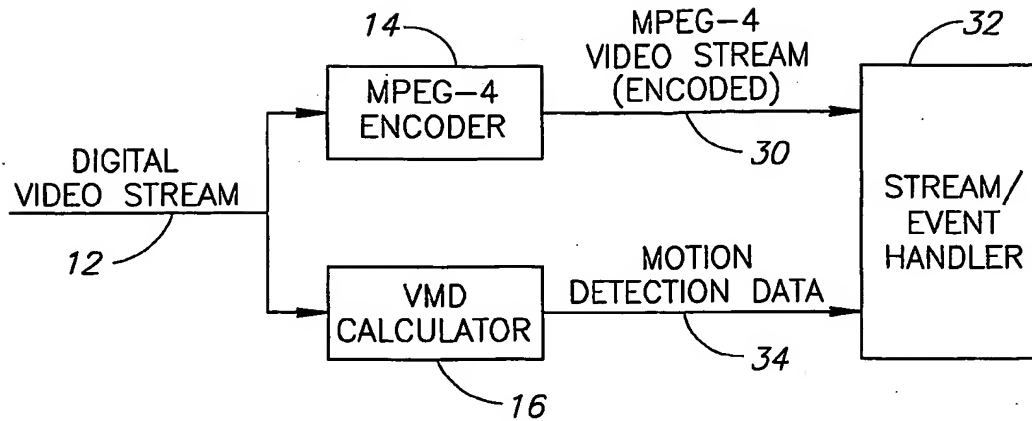 14
MPEG-4
ENCODER
MPEG-4
VIDEO STREAM
(ENCODED)
30
32
DIGITAL
VIDEO STREAM
12
STREAM/
EVENT
HANDLER
VMD
CALCULATOR
16
MOTION
DETECTION DATA
34